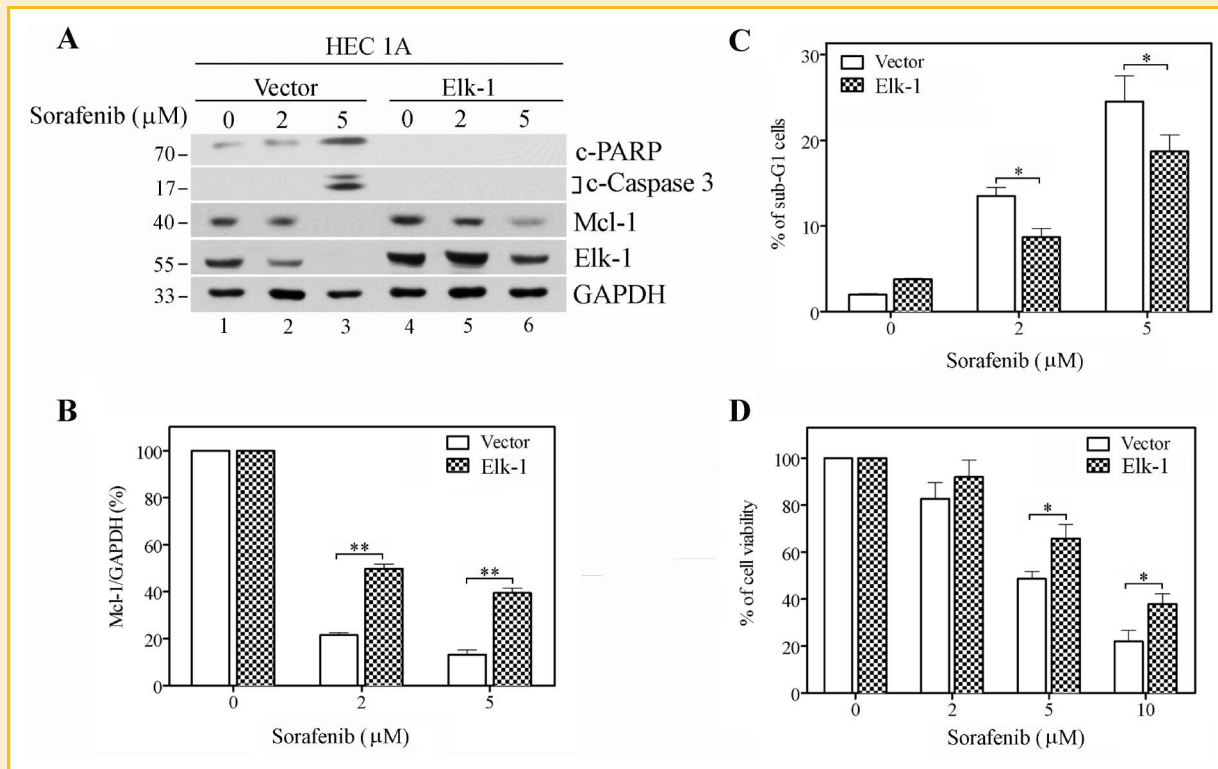 A
HEC 1A
Vector Elk-1
Sorafenib (μM) 0 2 5 0 2 5
70 – c-PARP
17 – ]c-Caspase 3
40 – Mcl-1
55 – Elk-1
33 – GAPDH
1 2 3 4 5 6
B
Vector
Elk-1
Mcl-1/GAPDH (%)
100
80
60
40
20
0
** **
0 2 5
Sorafenib (μM)
C
Vector
Elk-1
% of sub-G1 cells
30
20
10
0
* *
0 2 5
Sorafenib (μM)
D
Vector
Elk-1
% of cell viability
100
80
60
40
20
0
* *
0 2 5 10
Sorafenib (μM)